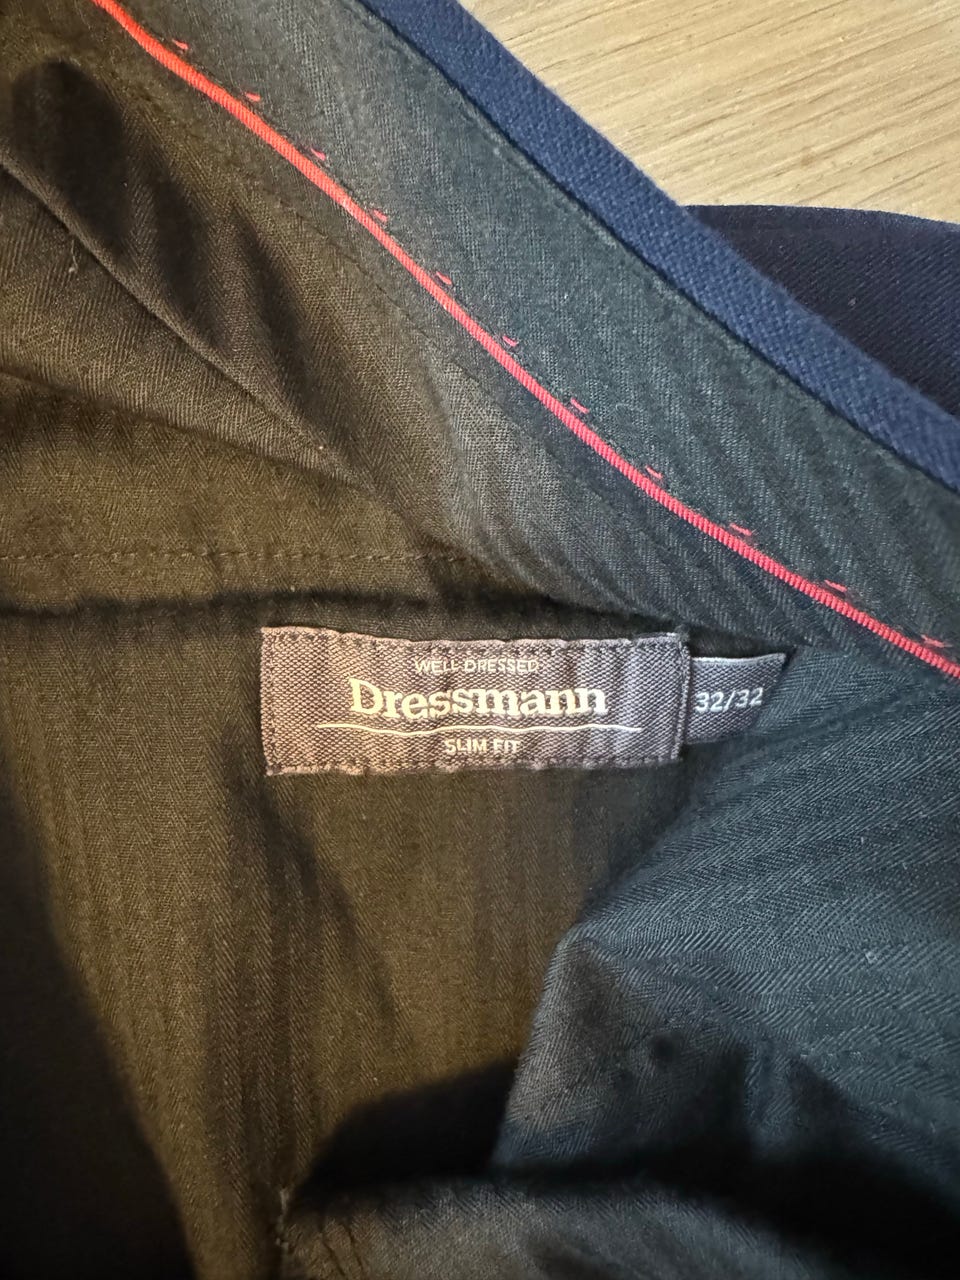 WELL DRESSED
Dressmann
SLIM FIT
32/32